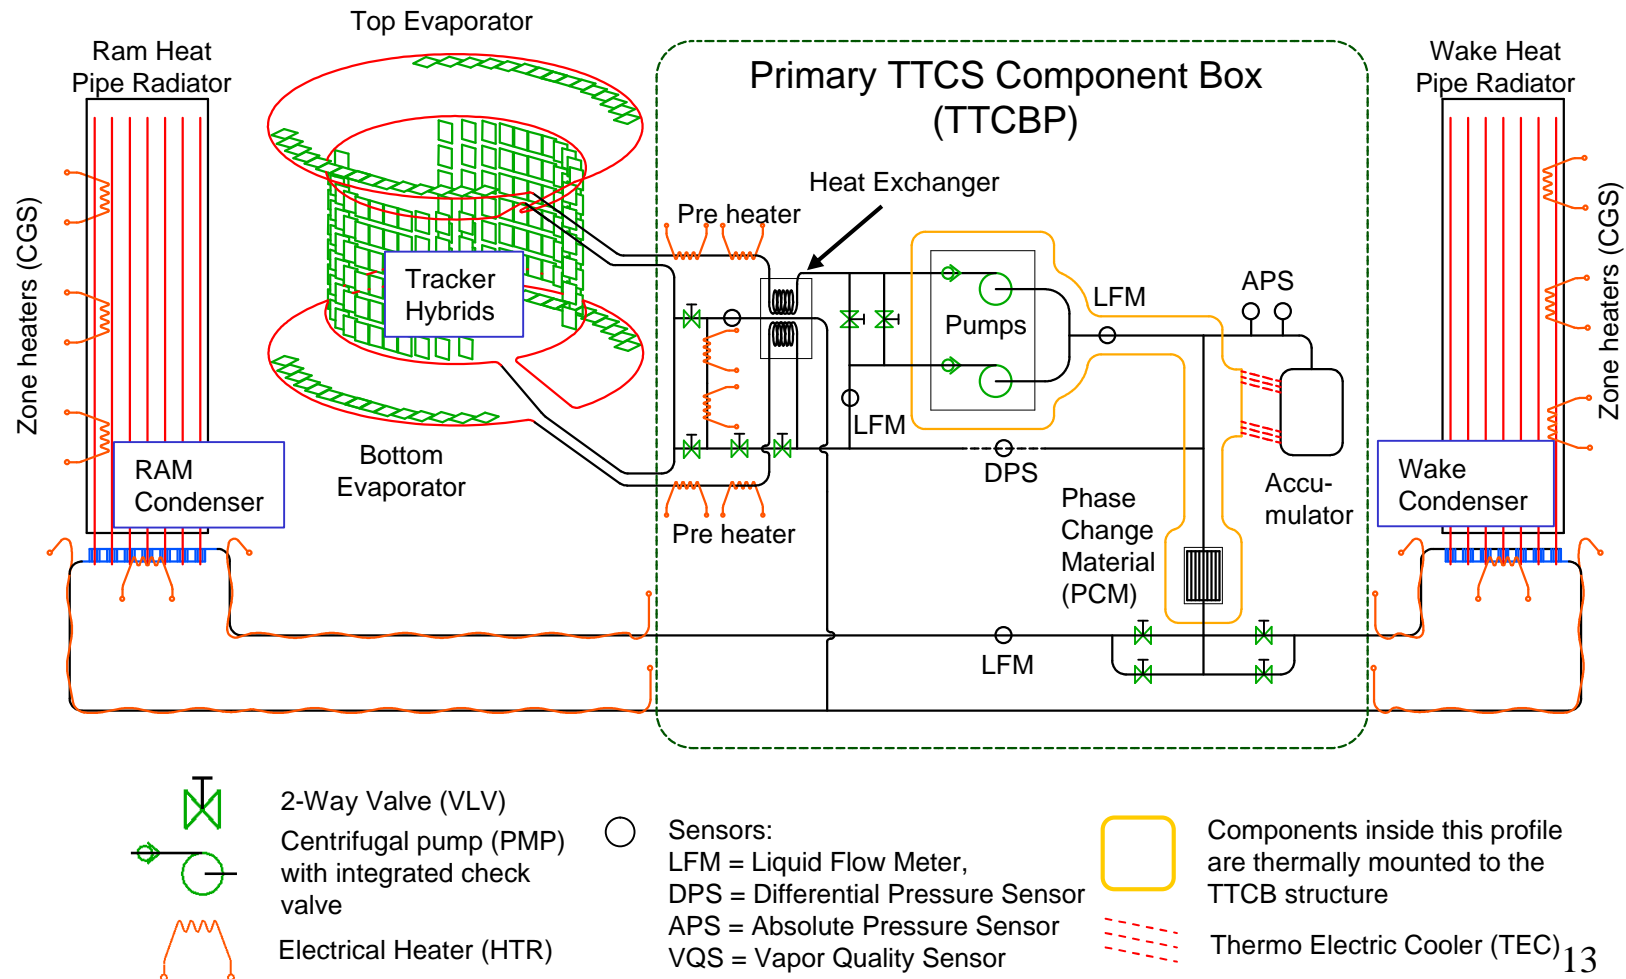 Top Evaporator
Ram Heat
Pipe Radiator
Wake Heat
Pipe Radiator
Primary TTCS Component Box
(TTCBP)
Heat Exchanger
Pre heater
Zone heaters (CGS)
Tracker
Hybrids
Pumps
LFM
APS
Zone heaters (CGS)
LFM
DPS
Bottom
Evaporator
RAM
Condenser
Accu-
mulator
Wake
Condenser
Phase
Change
Material
(PCM)
Pre heater
LFM
2-Way Valve (VLV)
Centrifugal pump (PMP)
with integrated check
valve
Electrical Heater (HTR)
Sensors:
LFM = Liquid Flow Meter,
DPS = Differential Pressure Sensor
APS = Absolute Pressure Sensor
VQS = Vapor Quality Sensor
Components inside this profile
are thermally mounted to the
TTCB structure
Thermo Electric Cooler (TEC)
13